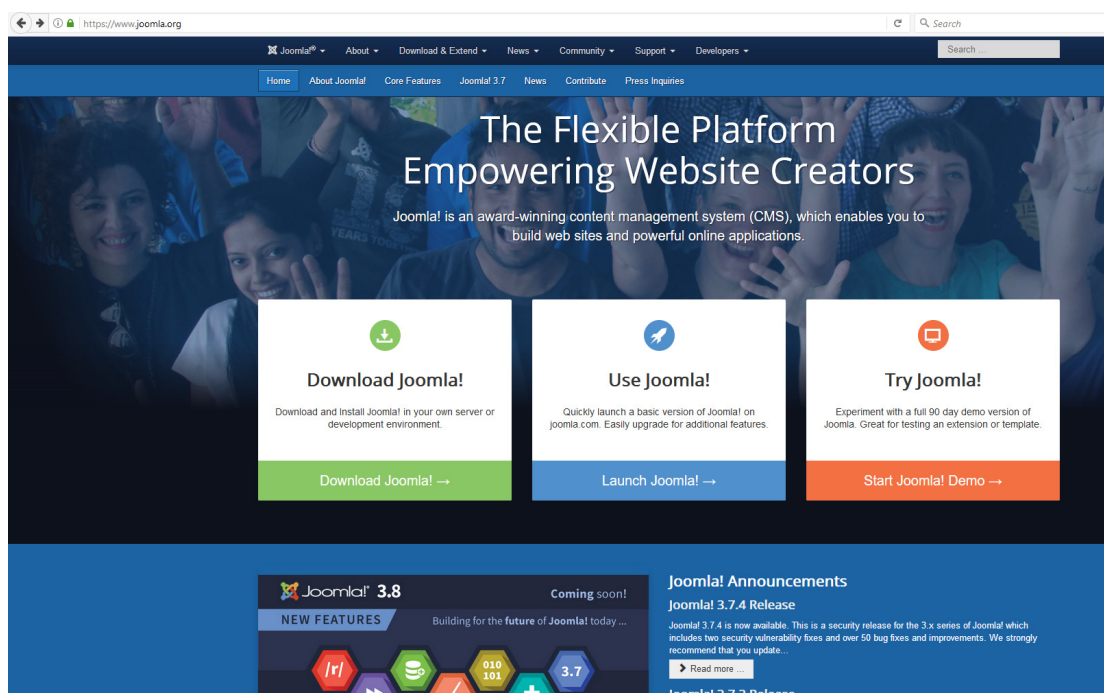 https://www.joomla.org
Search
Joomla!® About Download & Extend News Community Support Developers
Search ...
Home About Joomla! Core Features Joomla! 3.7 News Contribute Press Inquiries
The Flexible Platform
Empowering Website Creators
Joomla! is an award-winning content management system (CMS), which enables you to
build web sites and powerful online applications.
YEARS TOGETHER
Download Joomla!
Download and Install Joomla! in your own server or
development environment.
Download Joomla! →
Use Joomla!
Quickly launch a basic version of Joomla! on
joomla.com. Easily upgrade for additional features.
Launch Joomla! →
Try Joomla!
Experiment with a full 90 day demo version of
Joomla. Great for testing an extension or template.
Start Joomla! Demo →
Joomla!® 3.8
Coming soon!
NEW FEATURES
Building for the future of Joomla! today ...
/r/
010
101
3.7
Joomla! Announcements
Joomla! 3.7.4 Release
Joomla! 3.7.4 is now available. This is a security release for the 3.x series of Joomla! which
includes two security vulnerability fixes and over 50 bug fixes and improvements. We strongly
recommend that you update...
Read more ...
Joomla! 3.7.3 Release